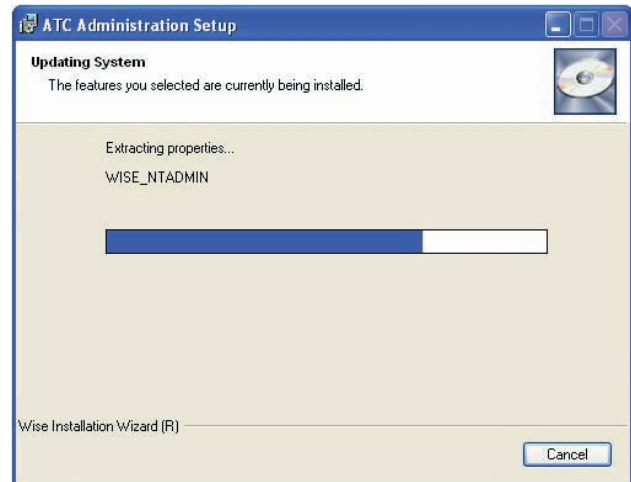 ATC Administration Setup
Updating System
The features you selected are currently being installed.
Extracting properties...
WISE_NTADMIN
Wise Installation Wizard (R)
Cancel